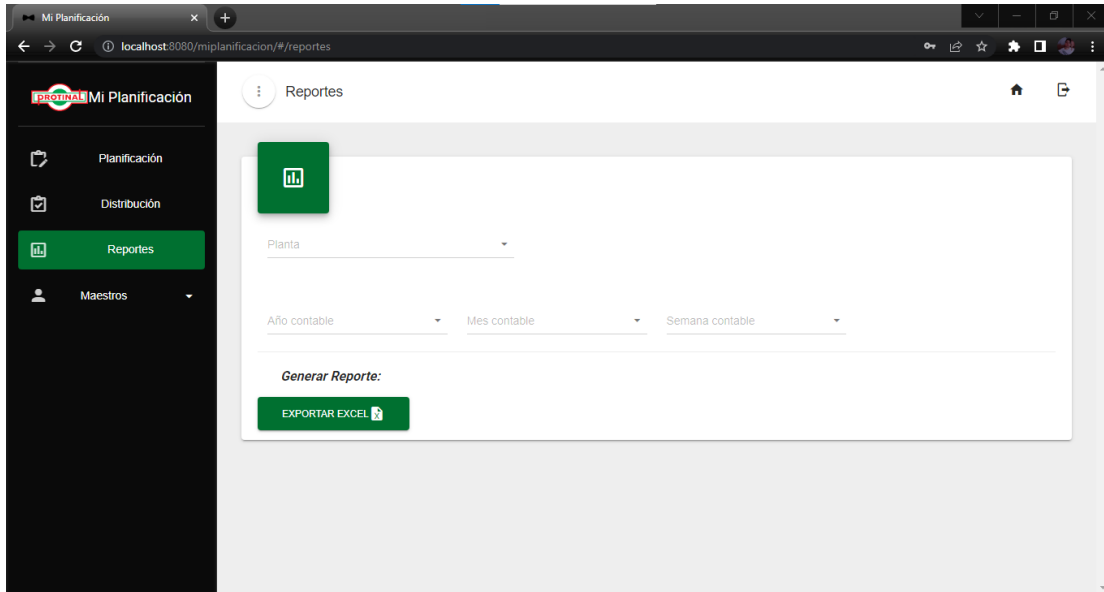 Mi Planificación
localhost:8080/miplanificacion/#/reportes
PROTINAL Mi Planificación
Reportes
Planificación
Distribución
Reportes
Maestros
Planta
Año contable Mes contable Semana contable
Generar Reporte:
EXPORTAR EXCEL